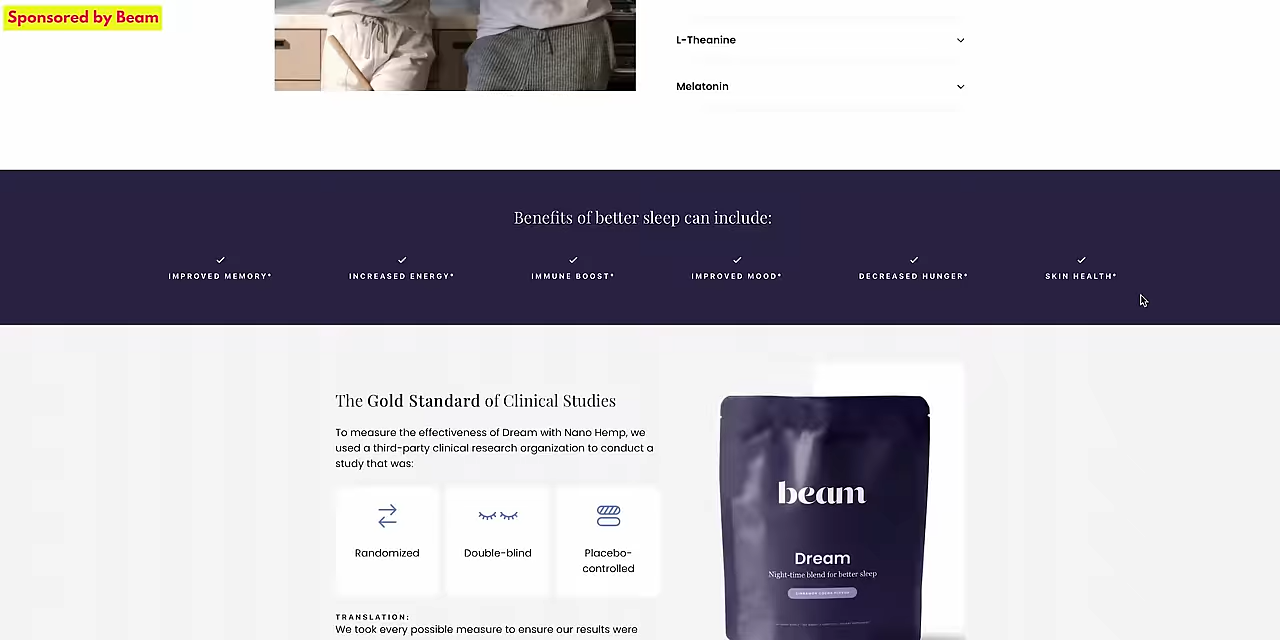 Sponsored by Beam
L-Theanine
Melatonin
Benefits of better sleep can include:
IMPROVED MEMORY*
INCREASED ENERGY*
IMMUNE BOOST*
IMPROVED MOOD*
DECREASED HUNGER*
SKIN HEALTH*
The Gold Standard of Clinical Studies
To measure the effectiveness of Dream with Nano Hemp, we
used a third-party clinical research organization to conduct a
study that was:
Randomized
Double-blind
Placebo-
controlled
TRANSLATION:
We took every possible measure to ensure our results were
beam
Dream
Night-time blend for better sleep